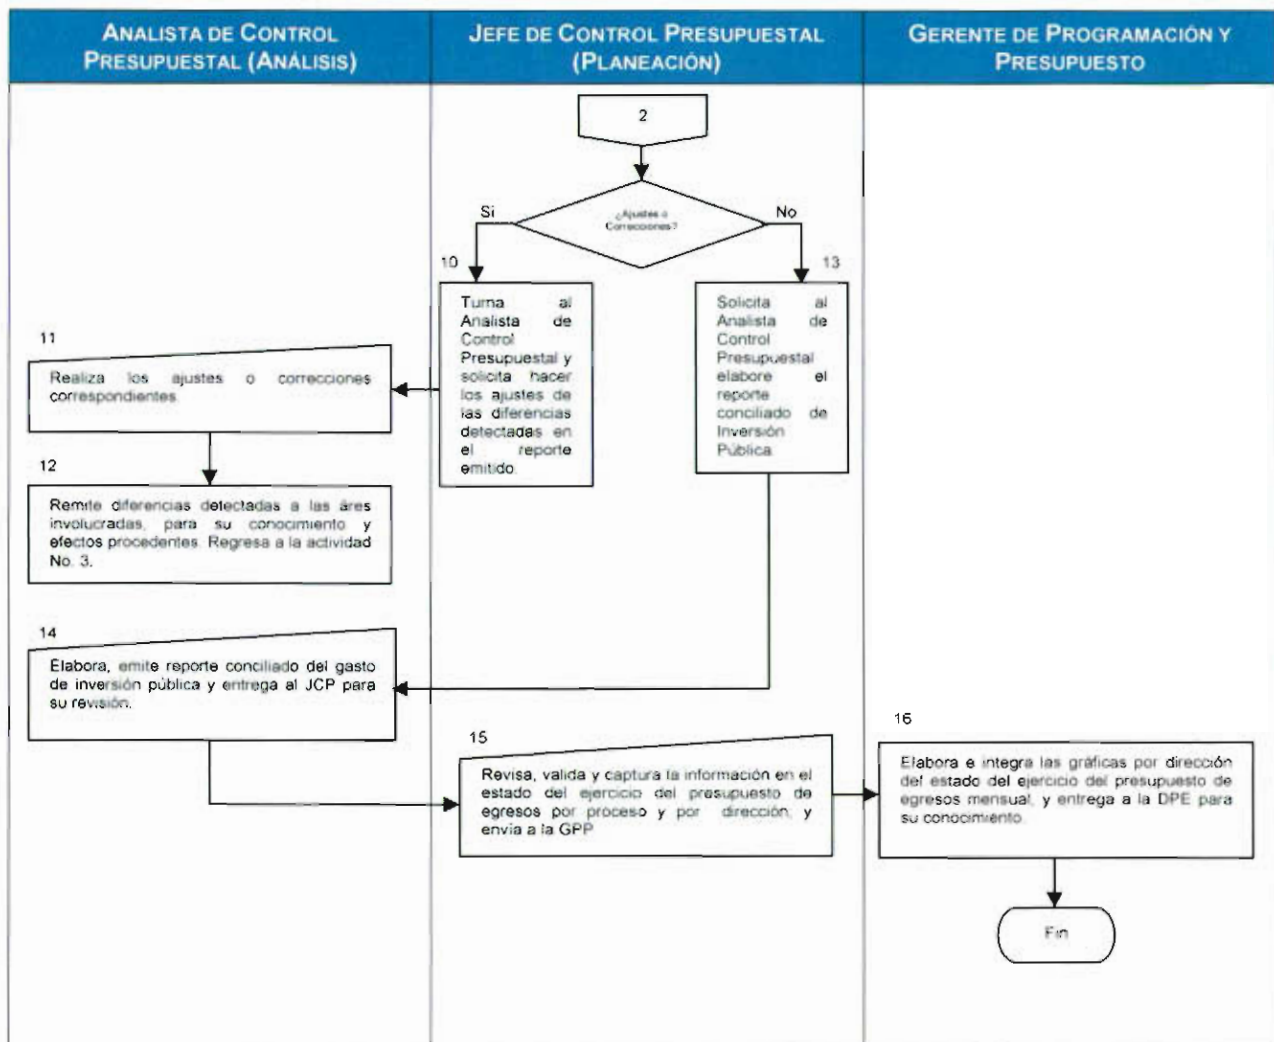 ANALISTA DE CONTROL
PRESUPUESTAL (ANÁLISIS)
JEFE DE CONTROL PRESUPUESTAL
(PLANEACIÓN)
GERENTE DE PROGRAMACIÓN Y
PRESUPUESTO
2
¿Ajustes o
Correcciones?
Si
No
10
Turna al
Analista de
Control
Presupuestal y
solicita hacer
los ajustes de
las diferencias
detectadas en
el reporte
emitido.
13
Solicita al
Analista de
Control
Presupuestal
elabore el
reporte
conciliado de
Inversión
Pública
11
Realiza los ajustes o correcciones
correspondientes.
12
Remite diferencias detectadas a las áres
involucradas, para su conocimiento y
efectos procedentes. Regresa a la actividad
No. 3.
14
Elabora, emite reporte conciliado del gasto
de inversión pública y entrega al JCP para
su revisión.
15
Revisa, valida y captura la información en el
estado del ejercicio del presupuesto de
egresos por proceso y por dirección, y
envía a la GPP
16
Elabora e integra las gráficas por dirección
del estado del ejercicio del presupuesto de
egresos mensual, y entrega a la DPE para
su conocimiento.
Fin